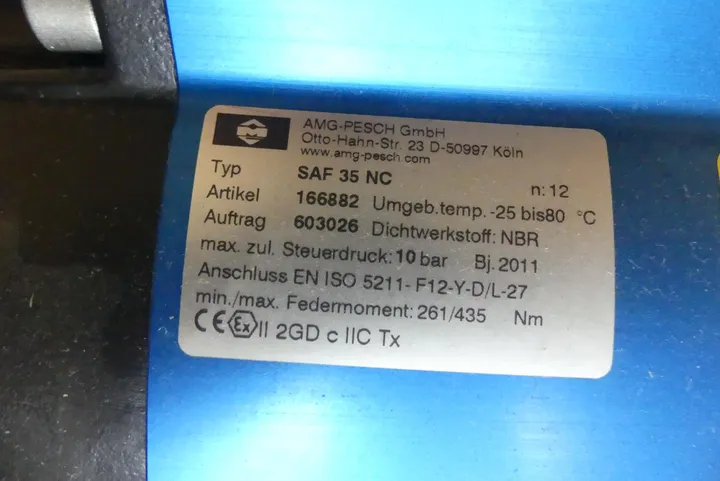 AMG-PESCH GmbH
Otto-Hahn-Str. 23 D-50997 Köln
www.amg-pesch.com
Typ SAF 35 NC n: 12
Artikel 166882 Umgeb.temp. -25 bis 80 °C
Auftrag 603026 Dichtwerkstoff: NBR
max. zul. Steuerdruck: 10 bar Bj. 2011
Anschluss EN ISO 5211- F12-Y-D/L-27
min./max. Federmoment: 261/435 Nm
CE Ex II 2GD c IIC Tx